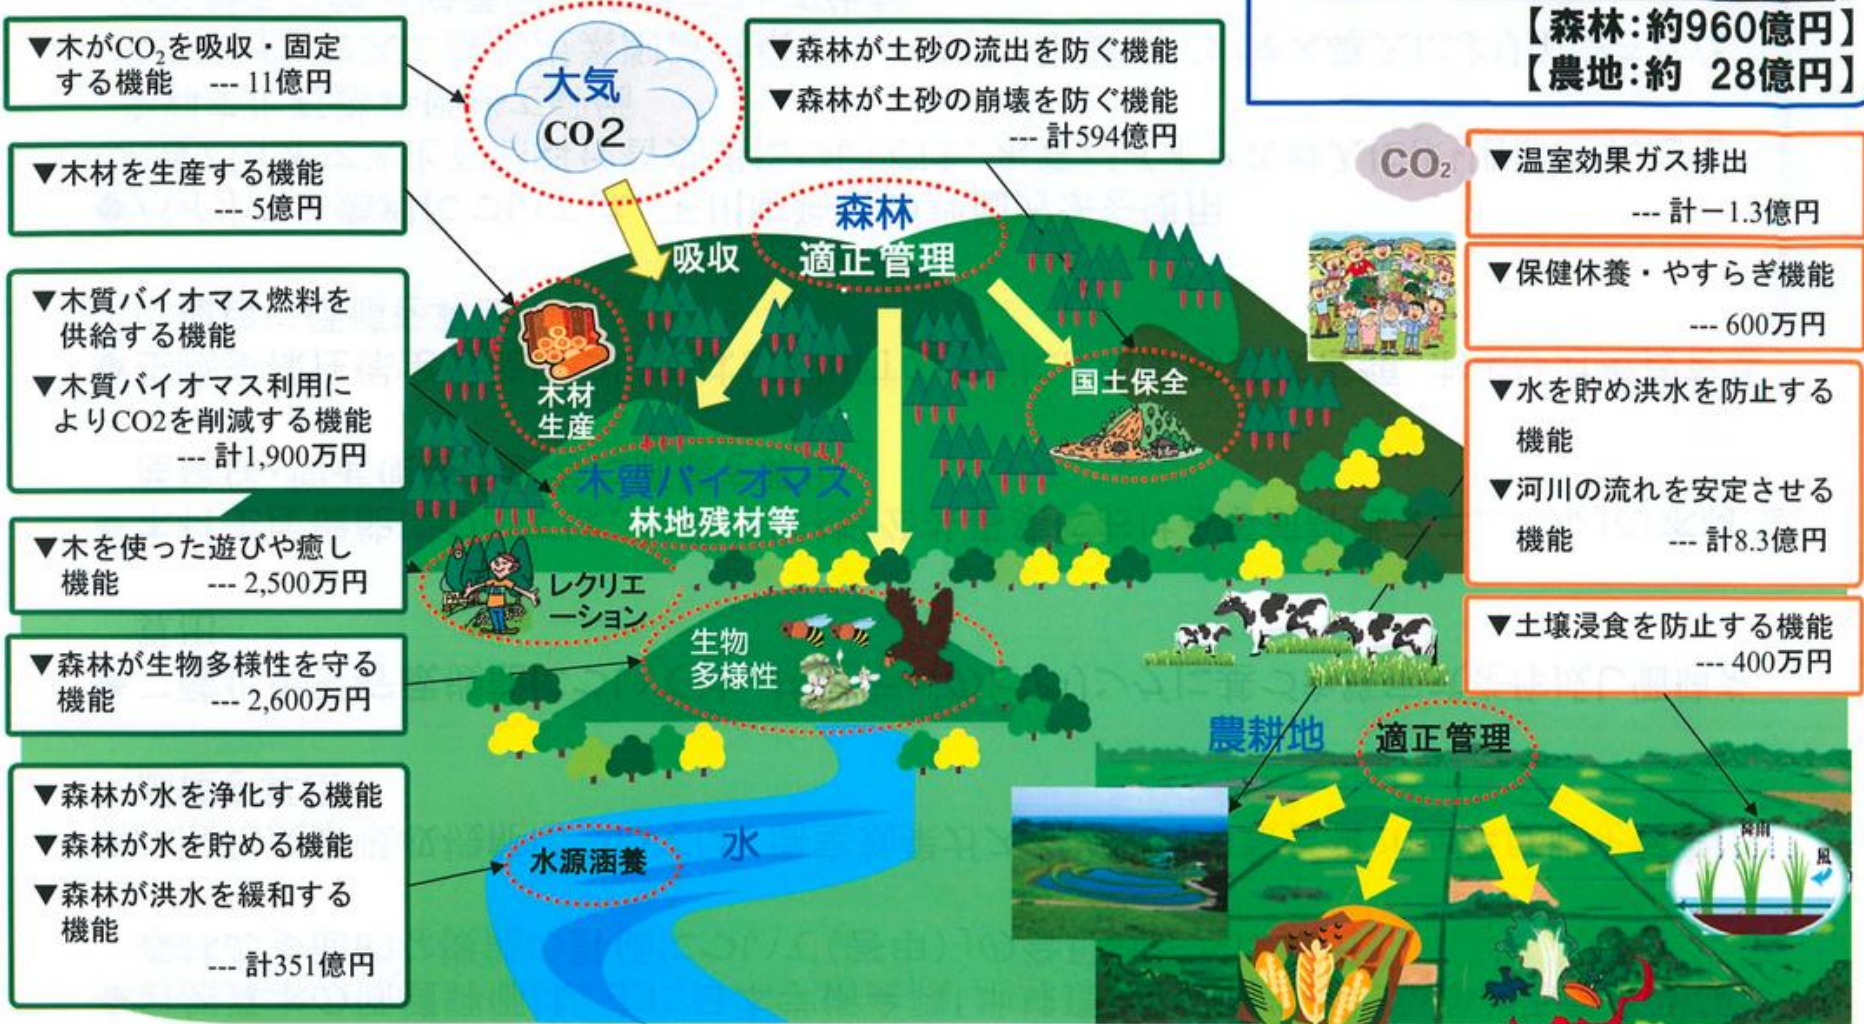 【森林:約960億円】
【農地:約 28億円】
▼木がCO₂を吸収・固定
する機能 --- 11億円
▼木材を生産する機能
--- 5億円
▼木質バイオマス燃料を
供給する機能
▼木質バイオマス利用に
よりCO2を削減する機能
--- 計1,900万円
▼木を使った遊びや癒し
機能 --- 2,500万円
▼森林が生物多様性を守る
機能 --- 2,600万円
▼森林が水を浄化する機能
▼森林が水を貯める機能
▼森林が洪水を緩和する
機能
--- 計351億円
大気
CO2
▼森林が土砂の流出を防ぐ機能
▼森林が土砂の崩壊を防ぐ機能
--- 計594億円
森林
適正管理
吸収
木材
生産
国土保全
木質バイオマス
林地残材等
レクリエ
ーション
生物
多様性
水
水源涵養
CO₂
▼温室効果ガス排出
--- 計-1.3億円
▼保健休養・やすらぎ機能
--- 600万円
▼水を貯め洪水を防止する
機能
▼河川の流れを安定させる
機能 --- 計8.3億円
▼土壌浸食を防止する機能
--- 400万円
農耕地
適正管理
降雨
風